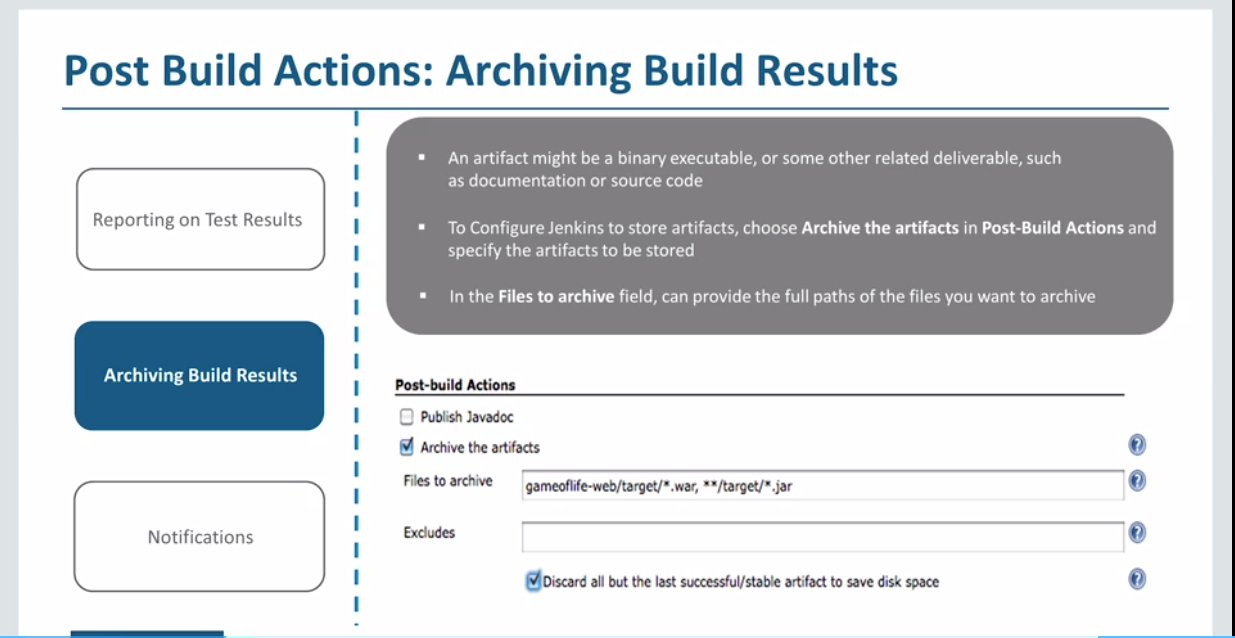 Post Build Actions: Archiving Build Results
Reporting on Test Results
Archiving Build Results
Notifications
▪ An artifact might be a binary executable, or some other related deliverable, such
as documentation or source code
▪ To Configure Jenkins to store artifacts, choose Archive the artifacts in Post-Build Actions and
specify the artifacts to be stored
▪ In the Files to archive field, can provide the full paths of the files you want to archive
Post-build Actions
Publish Javadoc
Archive the artifacts
Files to archive gameoflife-web/target/*.war, **/target/*.jar
Excludes
Discard all but the last successful/stable artifact to save disk space